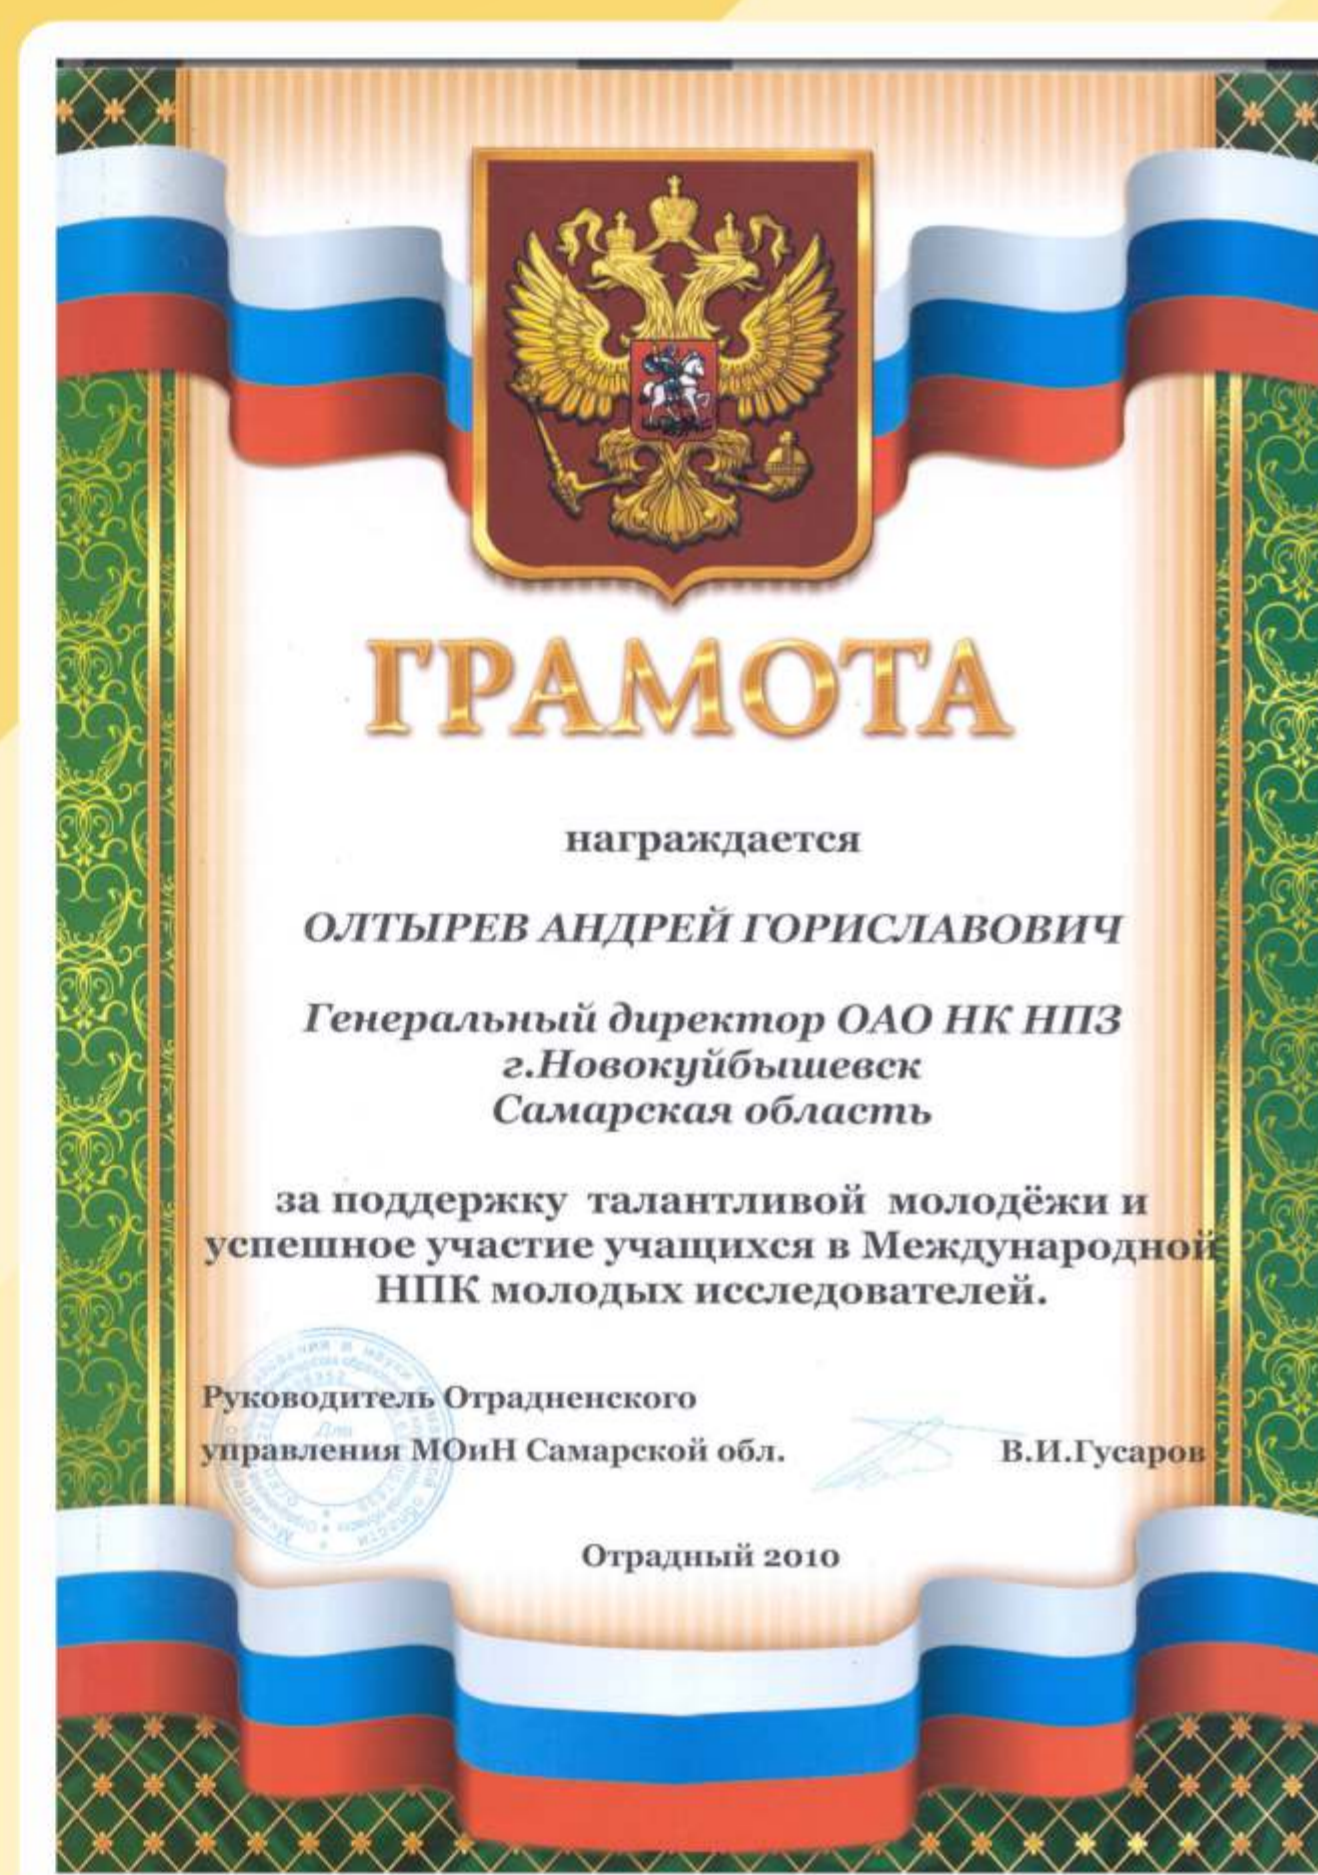 ГРАМОТА
награждается
ОЛТЫРЕВ АНДРЕЙ ГОРИСЛАВОВИЧ
Генеральный директор ОАО НК НПЗ
г.Новокуйбышевск
Самарская область
за поддержку талантливой молодёжи и
успешное участие учащихся в Международной
НПК молодых исследователей.
Руководитель Отрадненского
управления МОиН Самарской обл. В.И.Гусаров
Для
Отрадный 2010